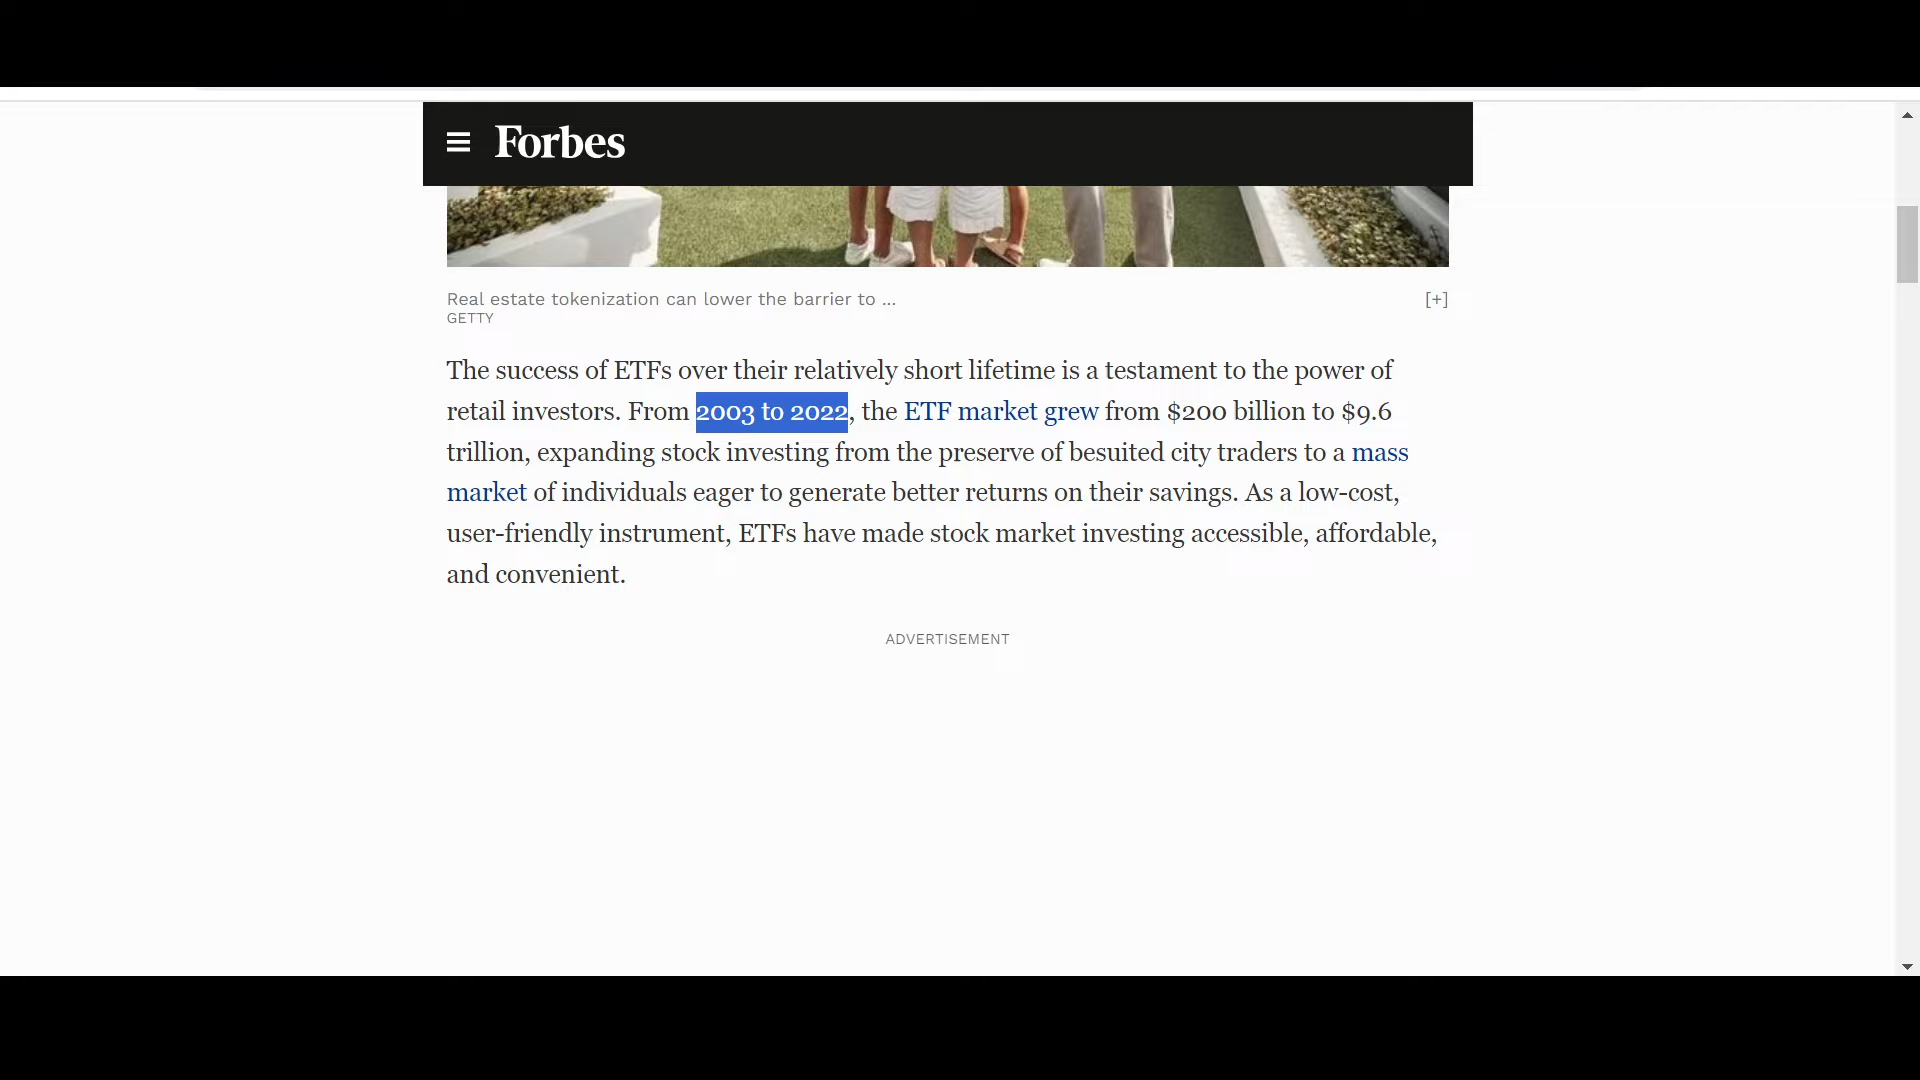 Forbes
Real estate tokenization can lower the barrier to ...
[+]
GETTY
The success of ETFs over their relatively short lifetime is a testament to the power of
retail investors. From 2003 to 2022, the ETF market grew from $200 billion to $9.6
trillion, expanding stock investing from the preserve of besuited city traders to a mass
market of individuals eager to generate better returns on their savings. As a low-cost,
user-friendly instrument, ETFs have made stock market investing accessible, affordable,
and convenient.
ADVERTISEMENT